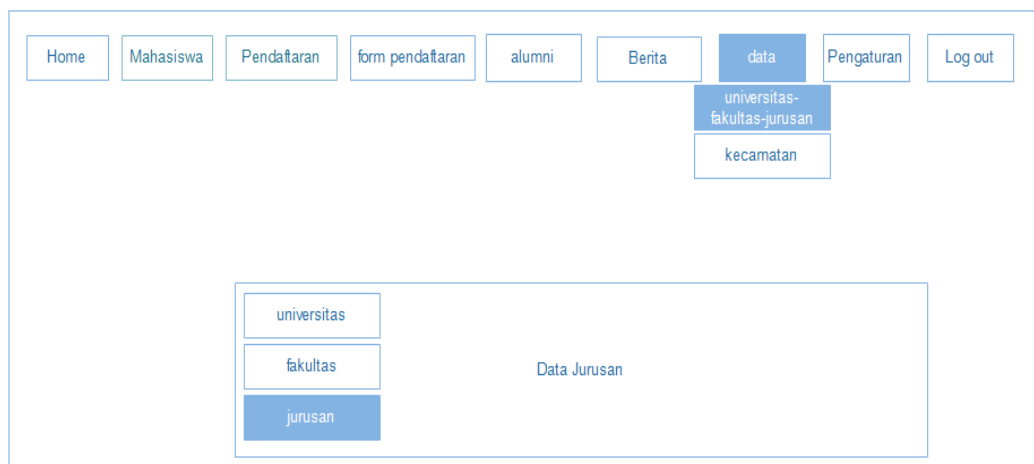 Home
Mahasiswa
Pendaftaran
form pendaftaran
alumni
Berita
data
Pengaturan
Log out
universitas-
fakultas-jurusan
kecamatan
universitas
fakultas
jurusan
Data Jurusan